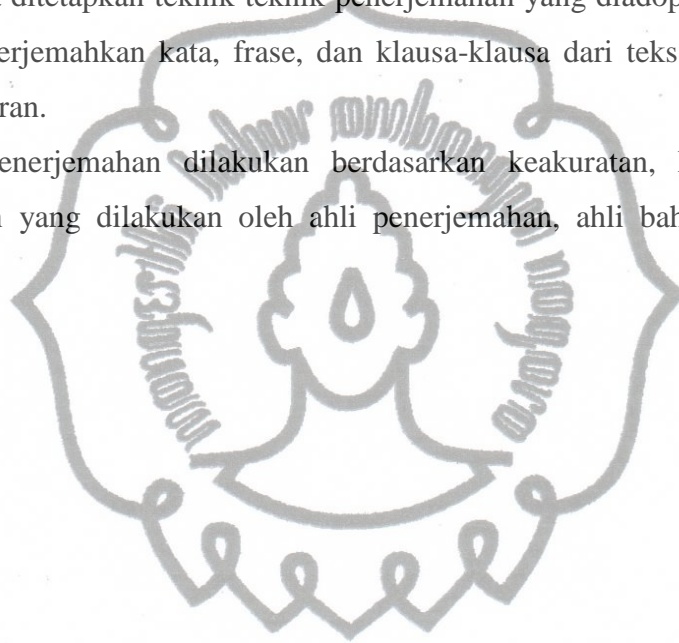 ditetapkan teknik-teknik penerjemahan yang diadop
erjemahkan kata, frase, dan klausa-klausa dari teks
ran.
enerjemahan dilakukan berdasarkan keakuratan,
yang dilakukan oleh ahli penerjemahan, ahli bah